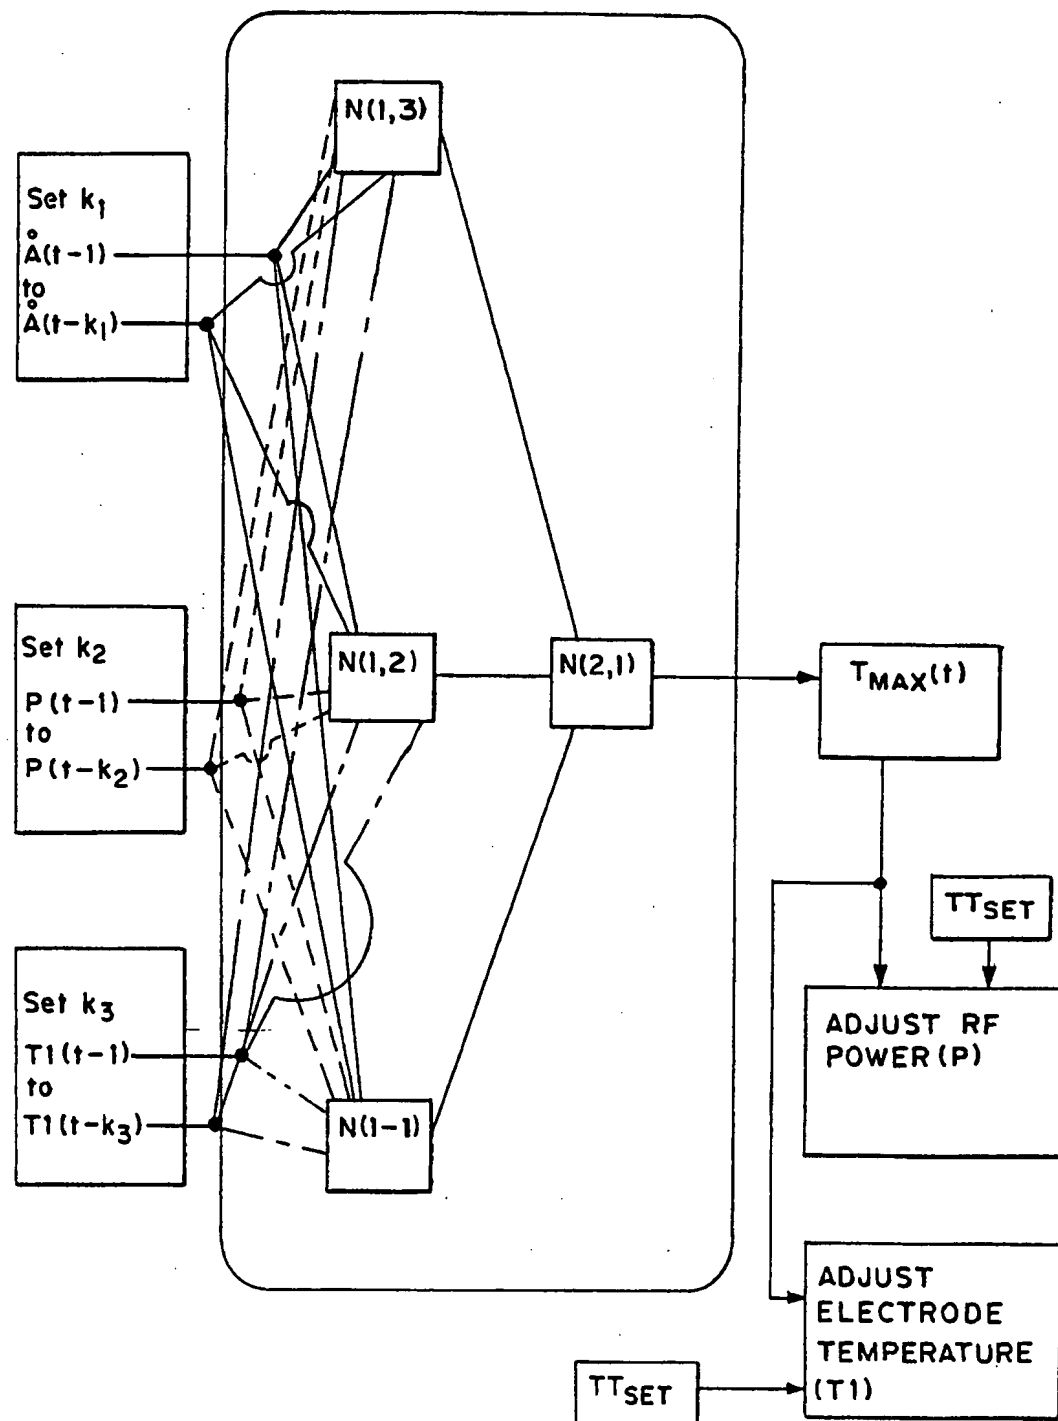 N(1,3)
Set k1
Å(t-1)
to
Å(t-k1)
Set k2
P(t-1)
to
P(t-k2)
N(1,2)
N(2,1)
TMAX(t)
TTSET
ADJUST RF
POWER(P)
Set k3
T1(t-1)
to
T1(t-k3)
N(1-1)
ADJUST
ELECTRODE
TEMPERATURE
(T1)
TTSET